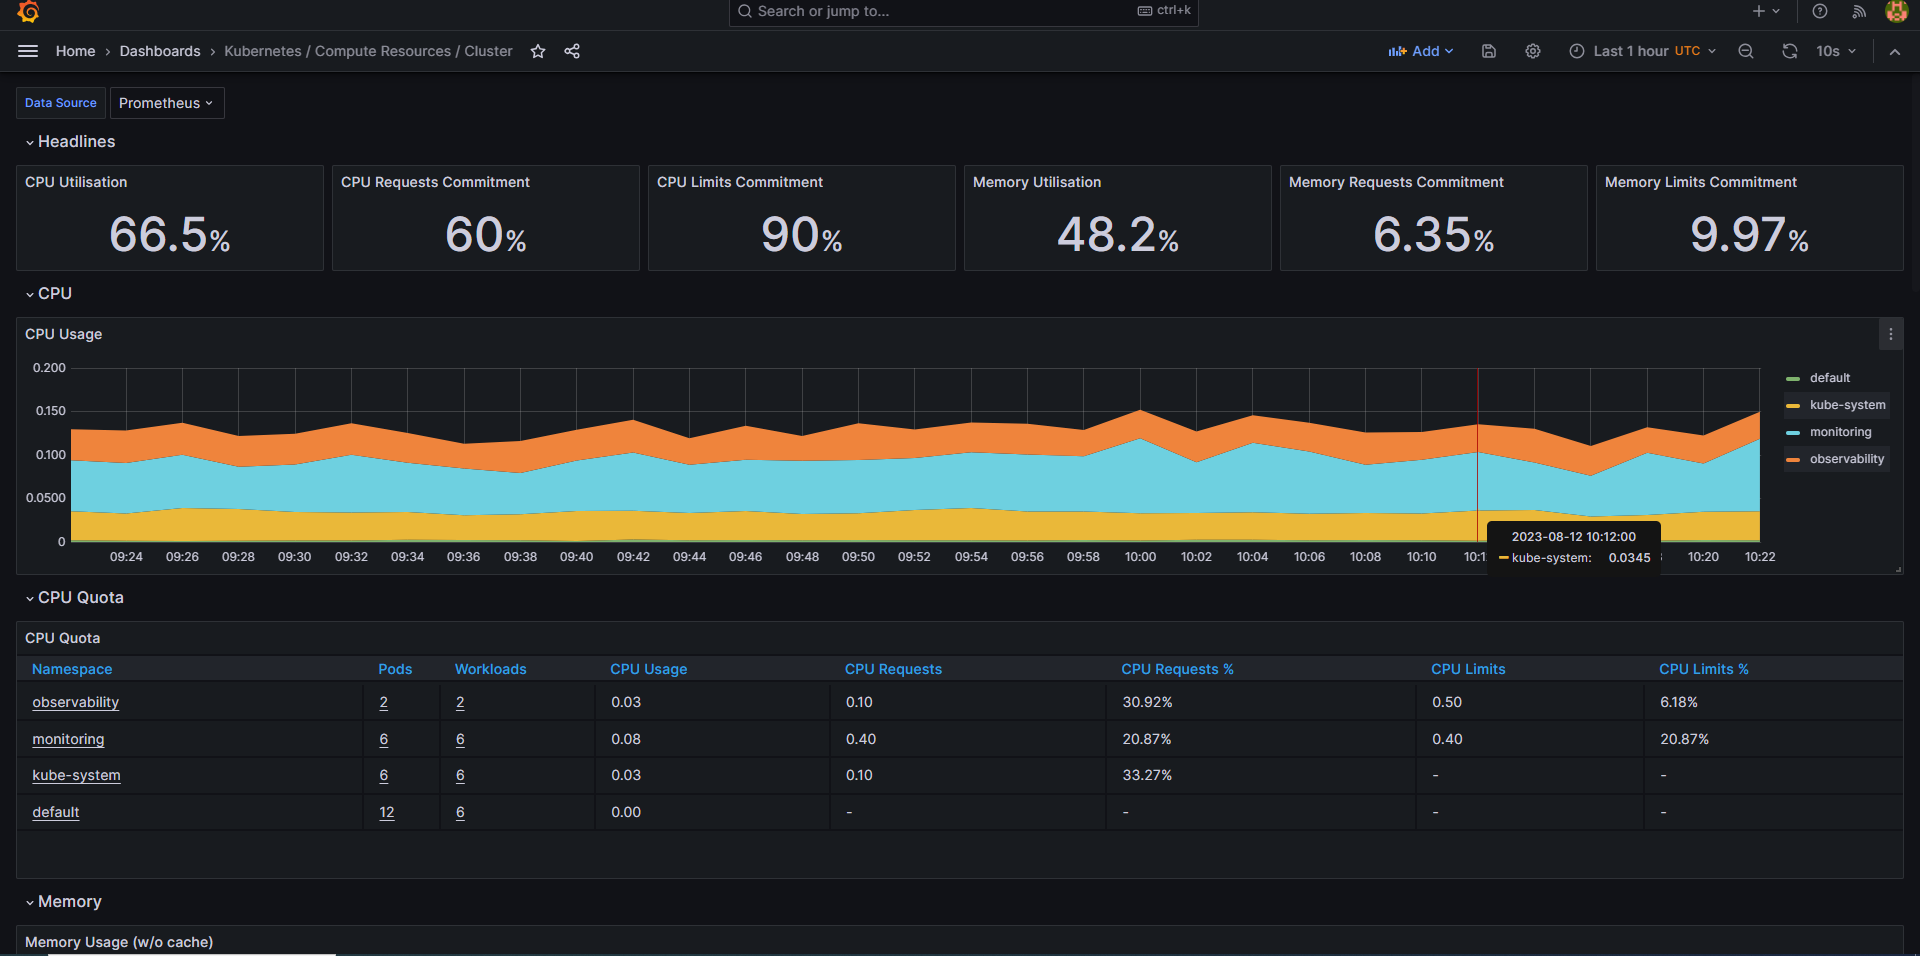 Search or jump to... ctrl+k
Home › Dashboards › Kubernetes / Compute Resources / Cluster Add Last 1 hour UTC 10s
Data Source Prometheus
Headlines
CPU Utilisation CPU Requests Commitment CPU Limits Commitment Memory Utilisation Memory Requests Commitment Memory Limits Commitment
66.5% 60% 90% 48.2% 6.35% 9.97%
CPU
CPU Usage
0.200
0.150
0.100
0.0500
0
09:24 09:26 09:28 09:30 09:32 09:34 09:36 09:38 09:40 09:42 09:44 09:46 09:48 09:50 09:52 09:54 09:56 09:58 10:00 10:02 10:04 10:06 10:08 10:10 10:1 10:20 10:22
default
kube-system
monitoring
observability
2023-08-12 10:12:00
kube-system: 0.0345
CPU Quota
CPU Quota
Namespace Pods Workloads CPU Usage CPU Requests CPU Requests % CPU Limits CPU Limits %
observability 2 2 0.03 0.10 30.92% 0.50 6.18%
monitoring 6 6 0.08 0.40 20.87% 0.40 20.87%
kube-system 6 6 0.03 0.10 33.27% - -
default 12 6 0.00 - - - -
Memory
Memory Usage (w/o cache)